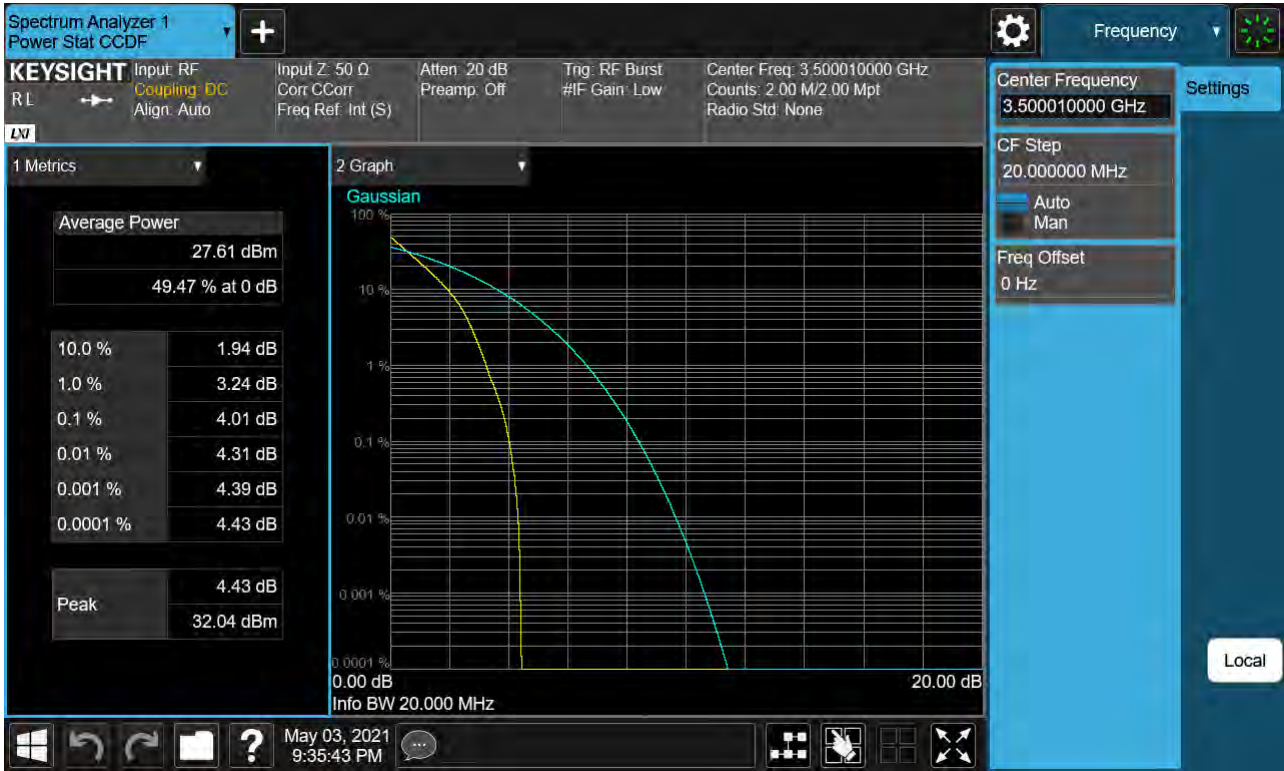 Spectrum Analyzer 1
Power Stat CCDF
+
Frequency
KEYSIGHT
RL
LXI
Input: RF
Coupling: DC
Align: Auto
Input Z: 50 Ω
Corr CCorr
Freq Ref: Int (S)
Atten: 20 dB
Preamp: Off
Trig: RF Burst
#IF Gain: Low
Center Freq: 3.500010000 GHz
Counts: 2.00 M/2.00 Mpt
Radio Std: None
Center Frequency
3.500010000 GHz
Settings
CF Step
20.000000 MHz
Auto
Man
Freq Offset
0 Hz
1 Metrics
Average Power
27.61 dBm
49.47 % at 0 dB
10.0 % 1.94 dB
1.0 % 3.24 dB
0.1 % 4.01 dB
0.01 % 4.31 dB
0.001 % 4.39 dB
0.0001 % 4.43 dB
Peak
4.43 dB
32.04 dBm
2 Graph
Gaussian
100 %
10 %
1 %
0.1 %
0.01 %
0.001 %
0.0001 %
0.00 dB 20.00 dB
Info BW 20.000 MHz
Local
?
May 03, 2021
9:35:43 PM